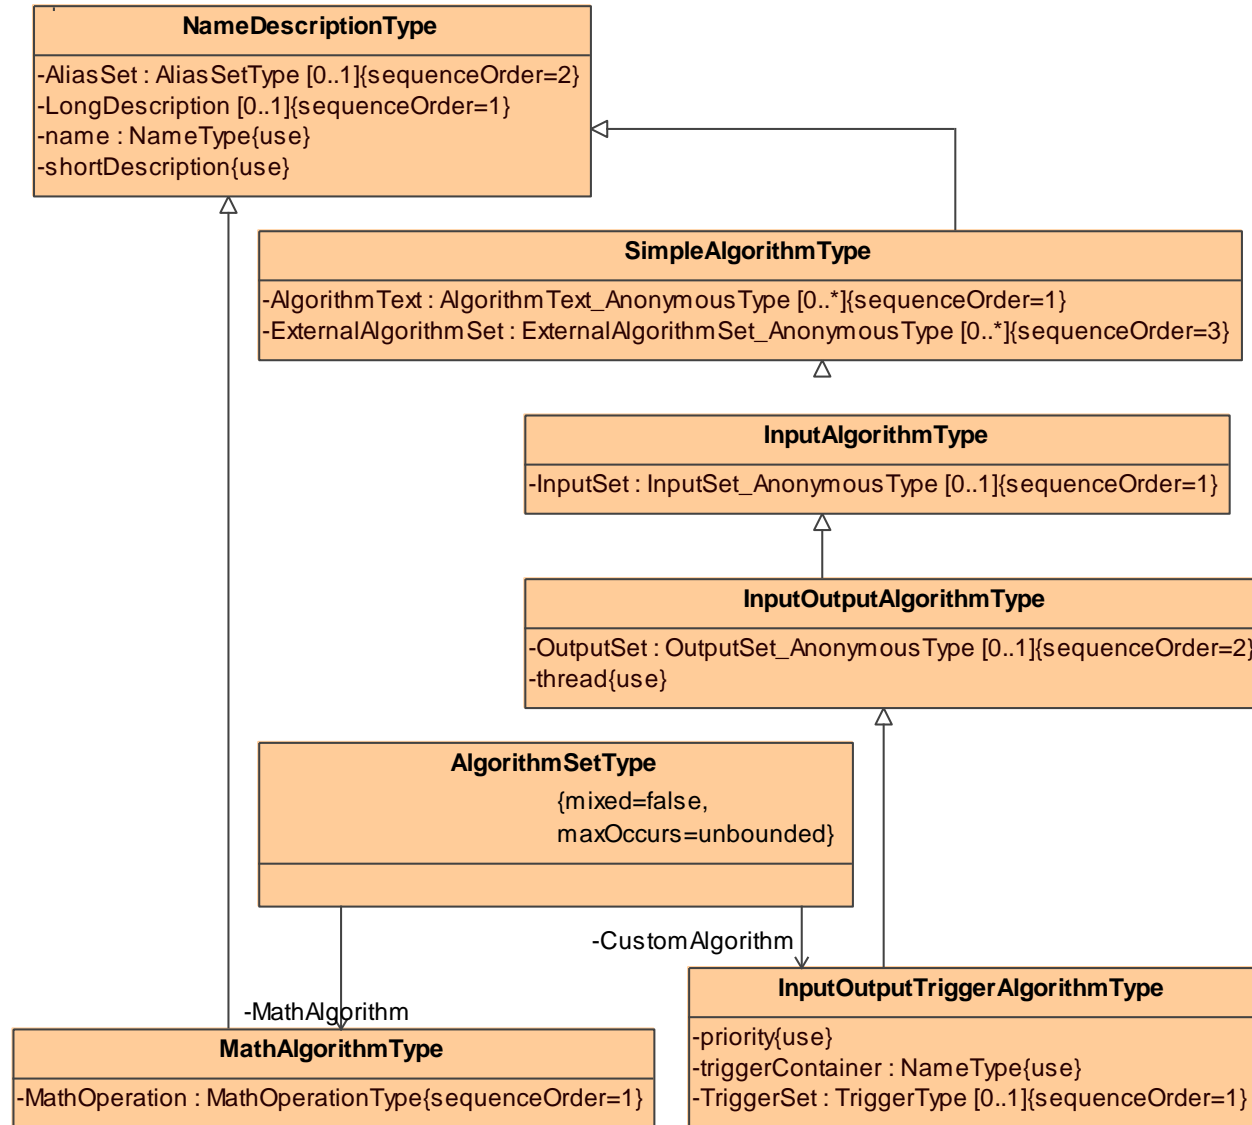 NameDescriptionType
-AliasSet : AliasSetType [0..1]{sequenceOrder=2}
-LongDescription [0..1]{sequenceOrder=1}
-name : NameType{use}
-shortDescription{use}
SimpleAlgorithmType
-AlgorithmText : AlgorithmText_AnonymousType [0..*]{sequenceOrder=1}
-ExternalAlgorithmSet : ExternalAlgorithmSet_AnonymousType [0..*]{sequenceOrder=3}
InputAlgorithmType
-InputSet : InputSet_AnonymousType [0..1]{sequenceOrder=1}
InputOutputAlgorithmType
-OutputSet : OutputSet_AnonymousType [0..1]{sequenceOrder=2}
-thread{use}
AlgorithmSetType
{mixed=false,
maxOccurs=unbounded}
-CustomAlgorithm
-MathAlgorithm
InputOutputTriggerAlgorithmType
-priority{use}
-triggerContainer : NameType{use}
-TriggerSet : TriggerType [0..1]{sequenceOrder=1}
MathAlgorithmType
-MathOperation : MathOperationType{sequenceOrder=1}